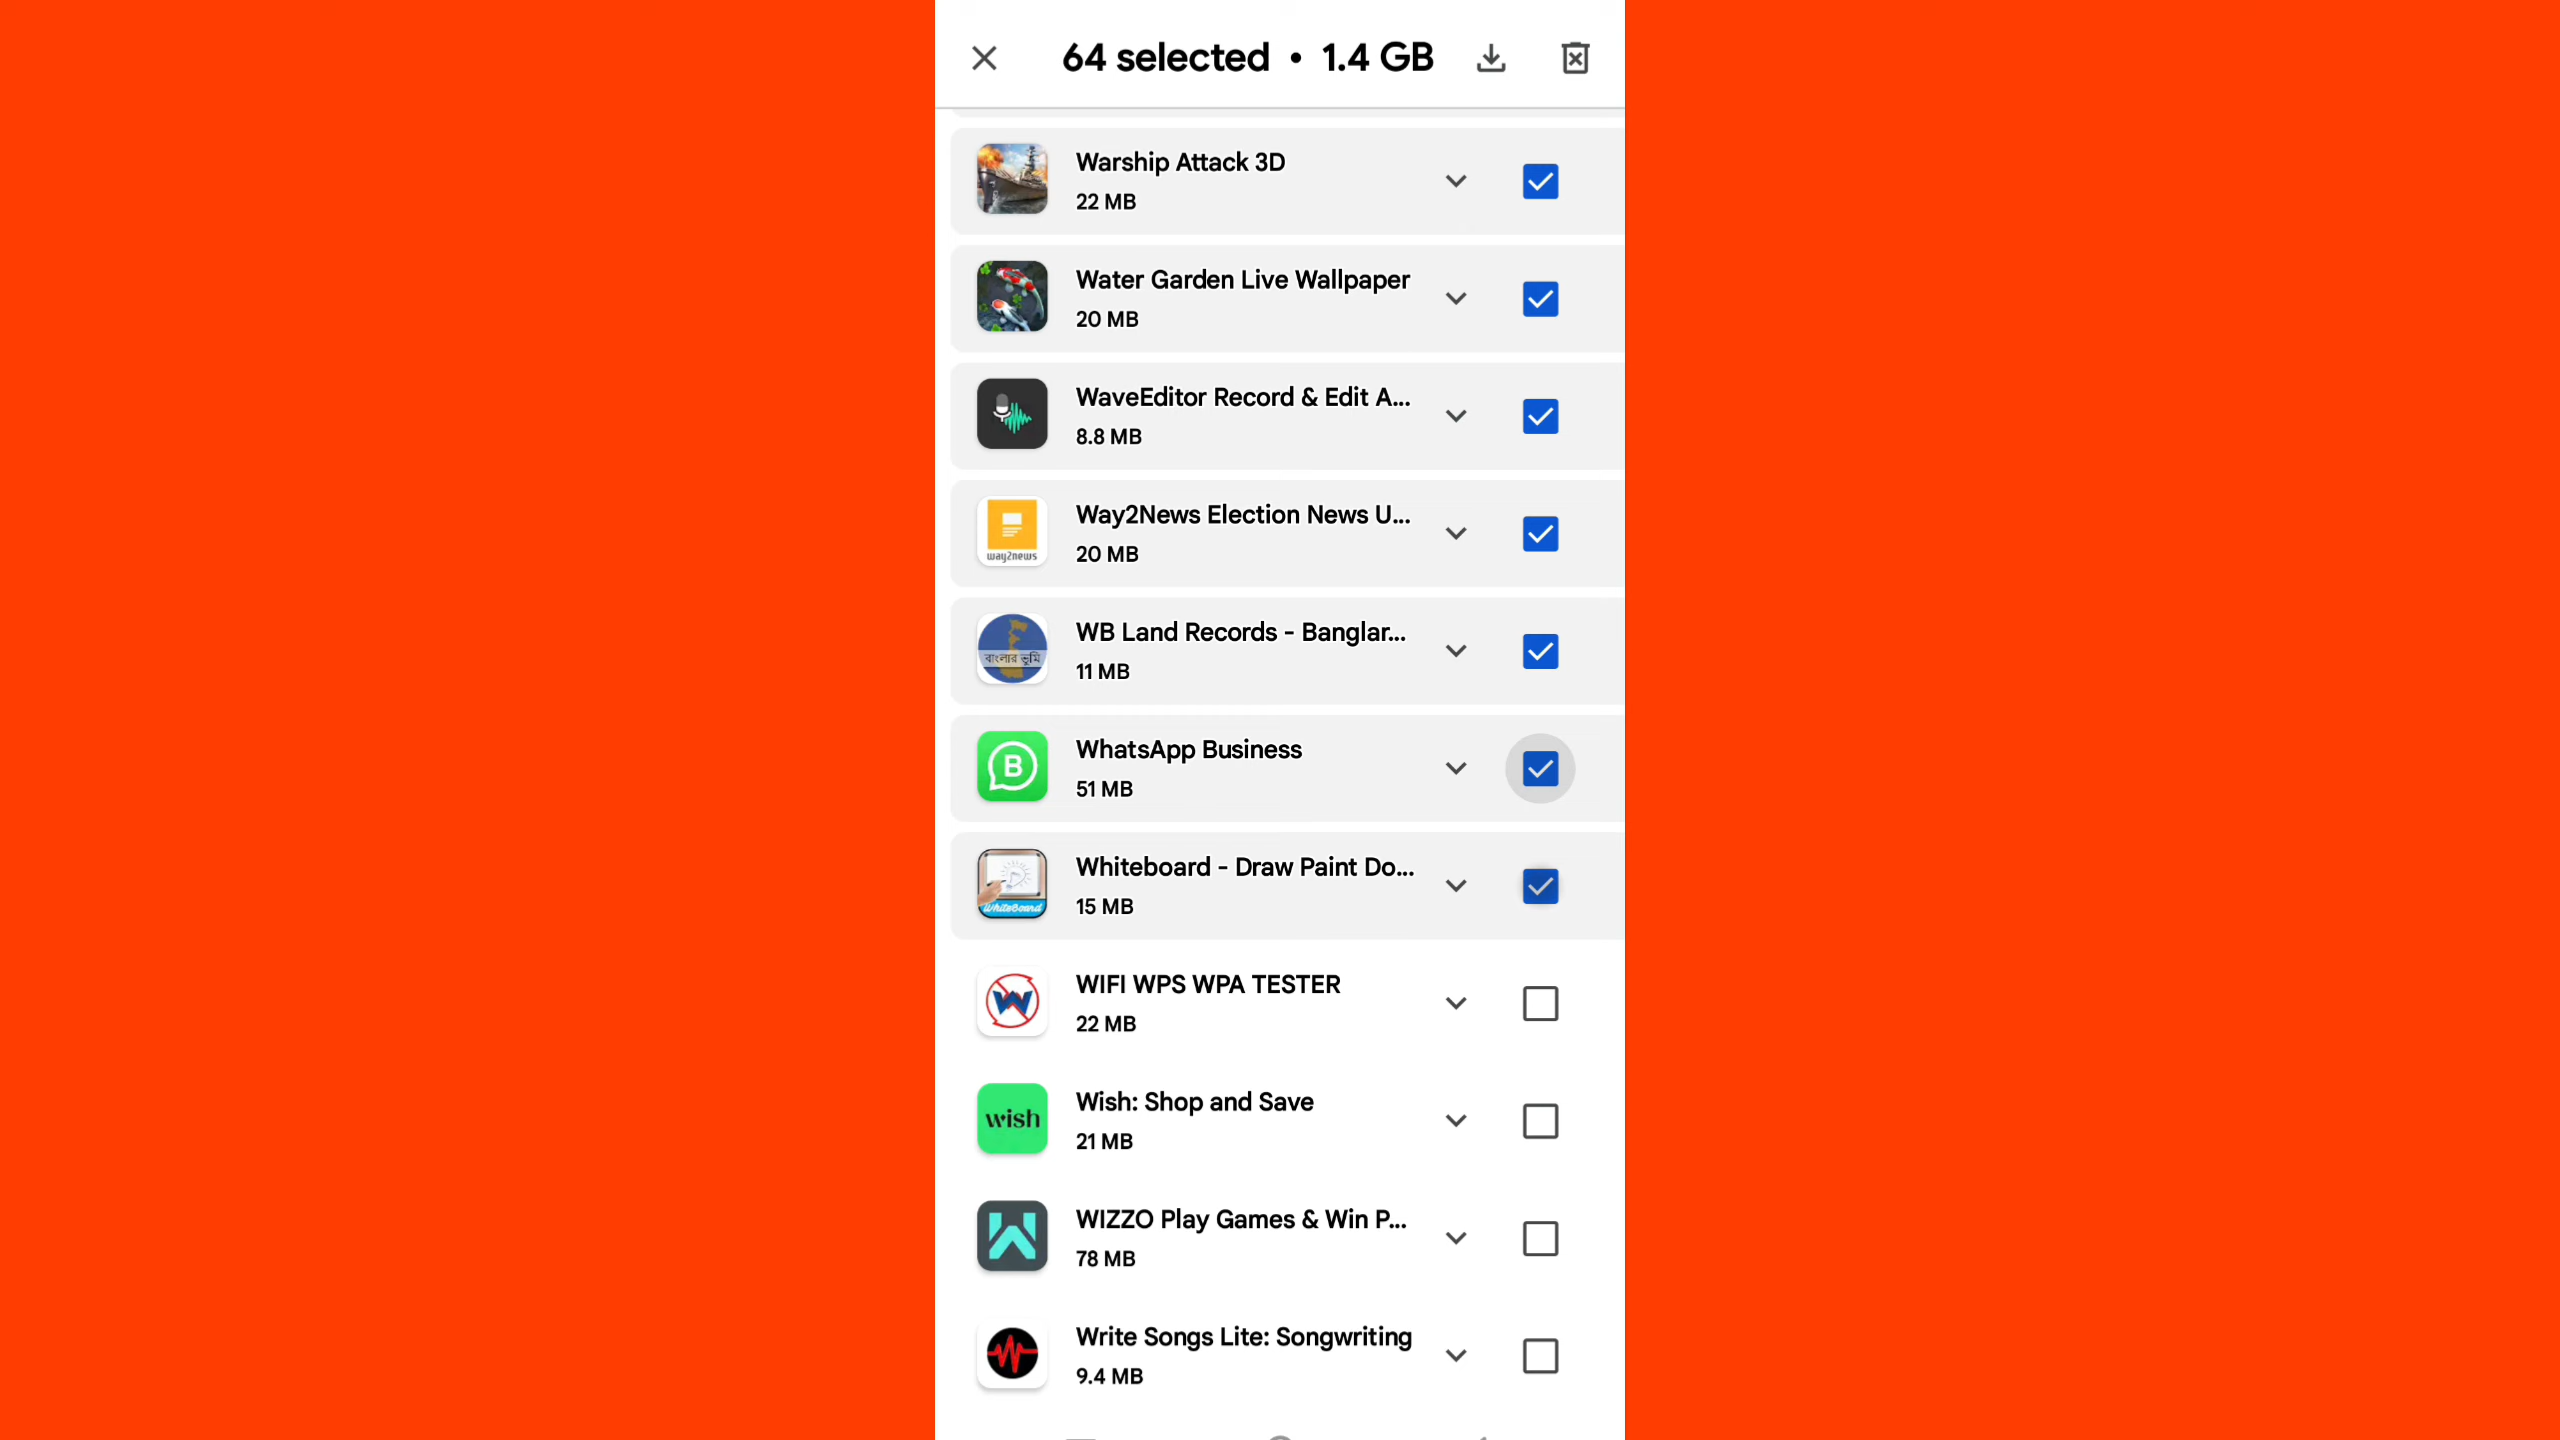 64 selected • 1.4 GB
Warship Attack 3D
22 MB
Water Garden Live Wallpaper
20 MB
WaveEditor Record & Edit A...
8.8 MB
way2news
Way2News Election News U...
20 MB
বাংলার ভূমি
WB Land Records - Banglar...
11 MB
B
WhatsApp Business
51 MB
WhiteBoard
Whiteboard - Draw Paint Do...
15 MB
W
WIFI WPS WPA TESTER
22 MB
wish
Wish: Shop and Save
21 MB
WIZZO Play Games & Win P...
78 MB
Write Songs Lite: Songwriting
9.4 MB